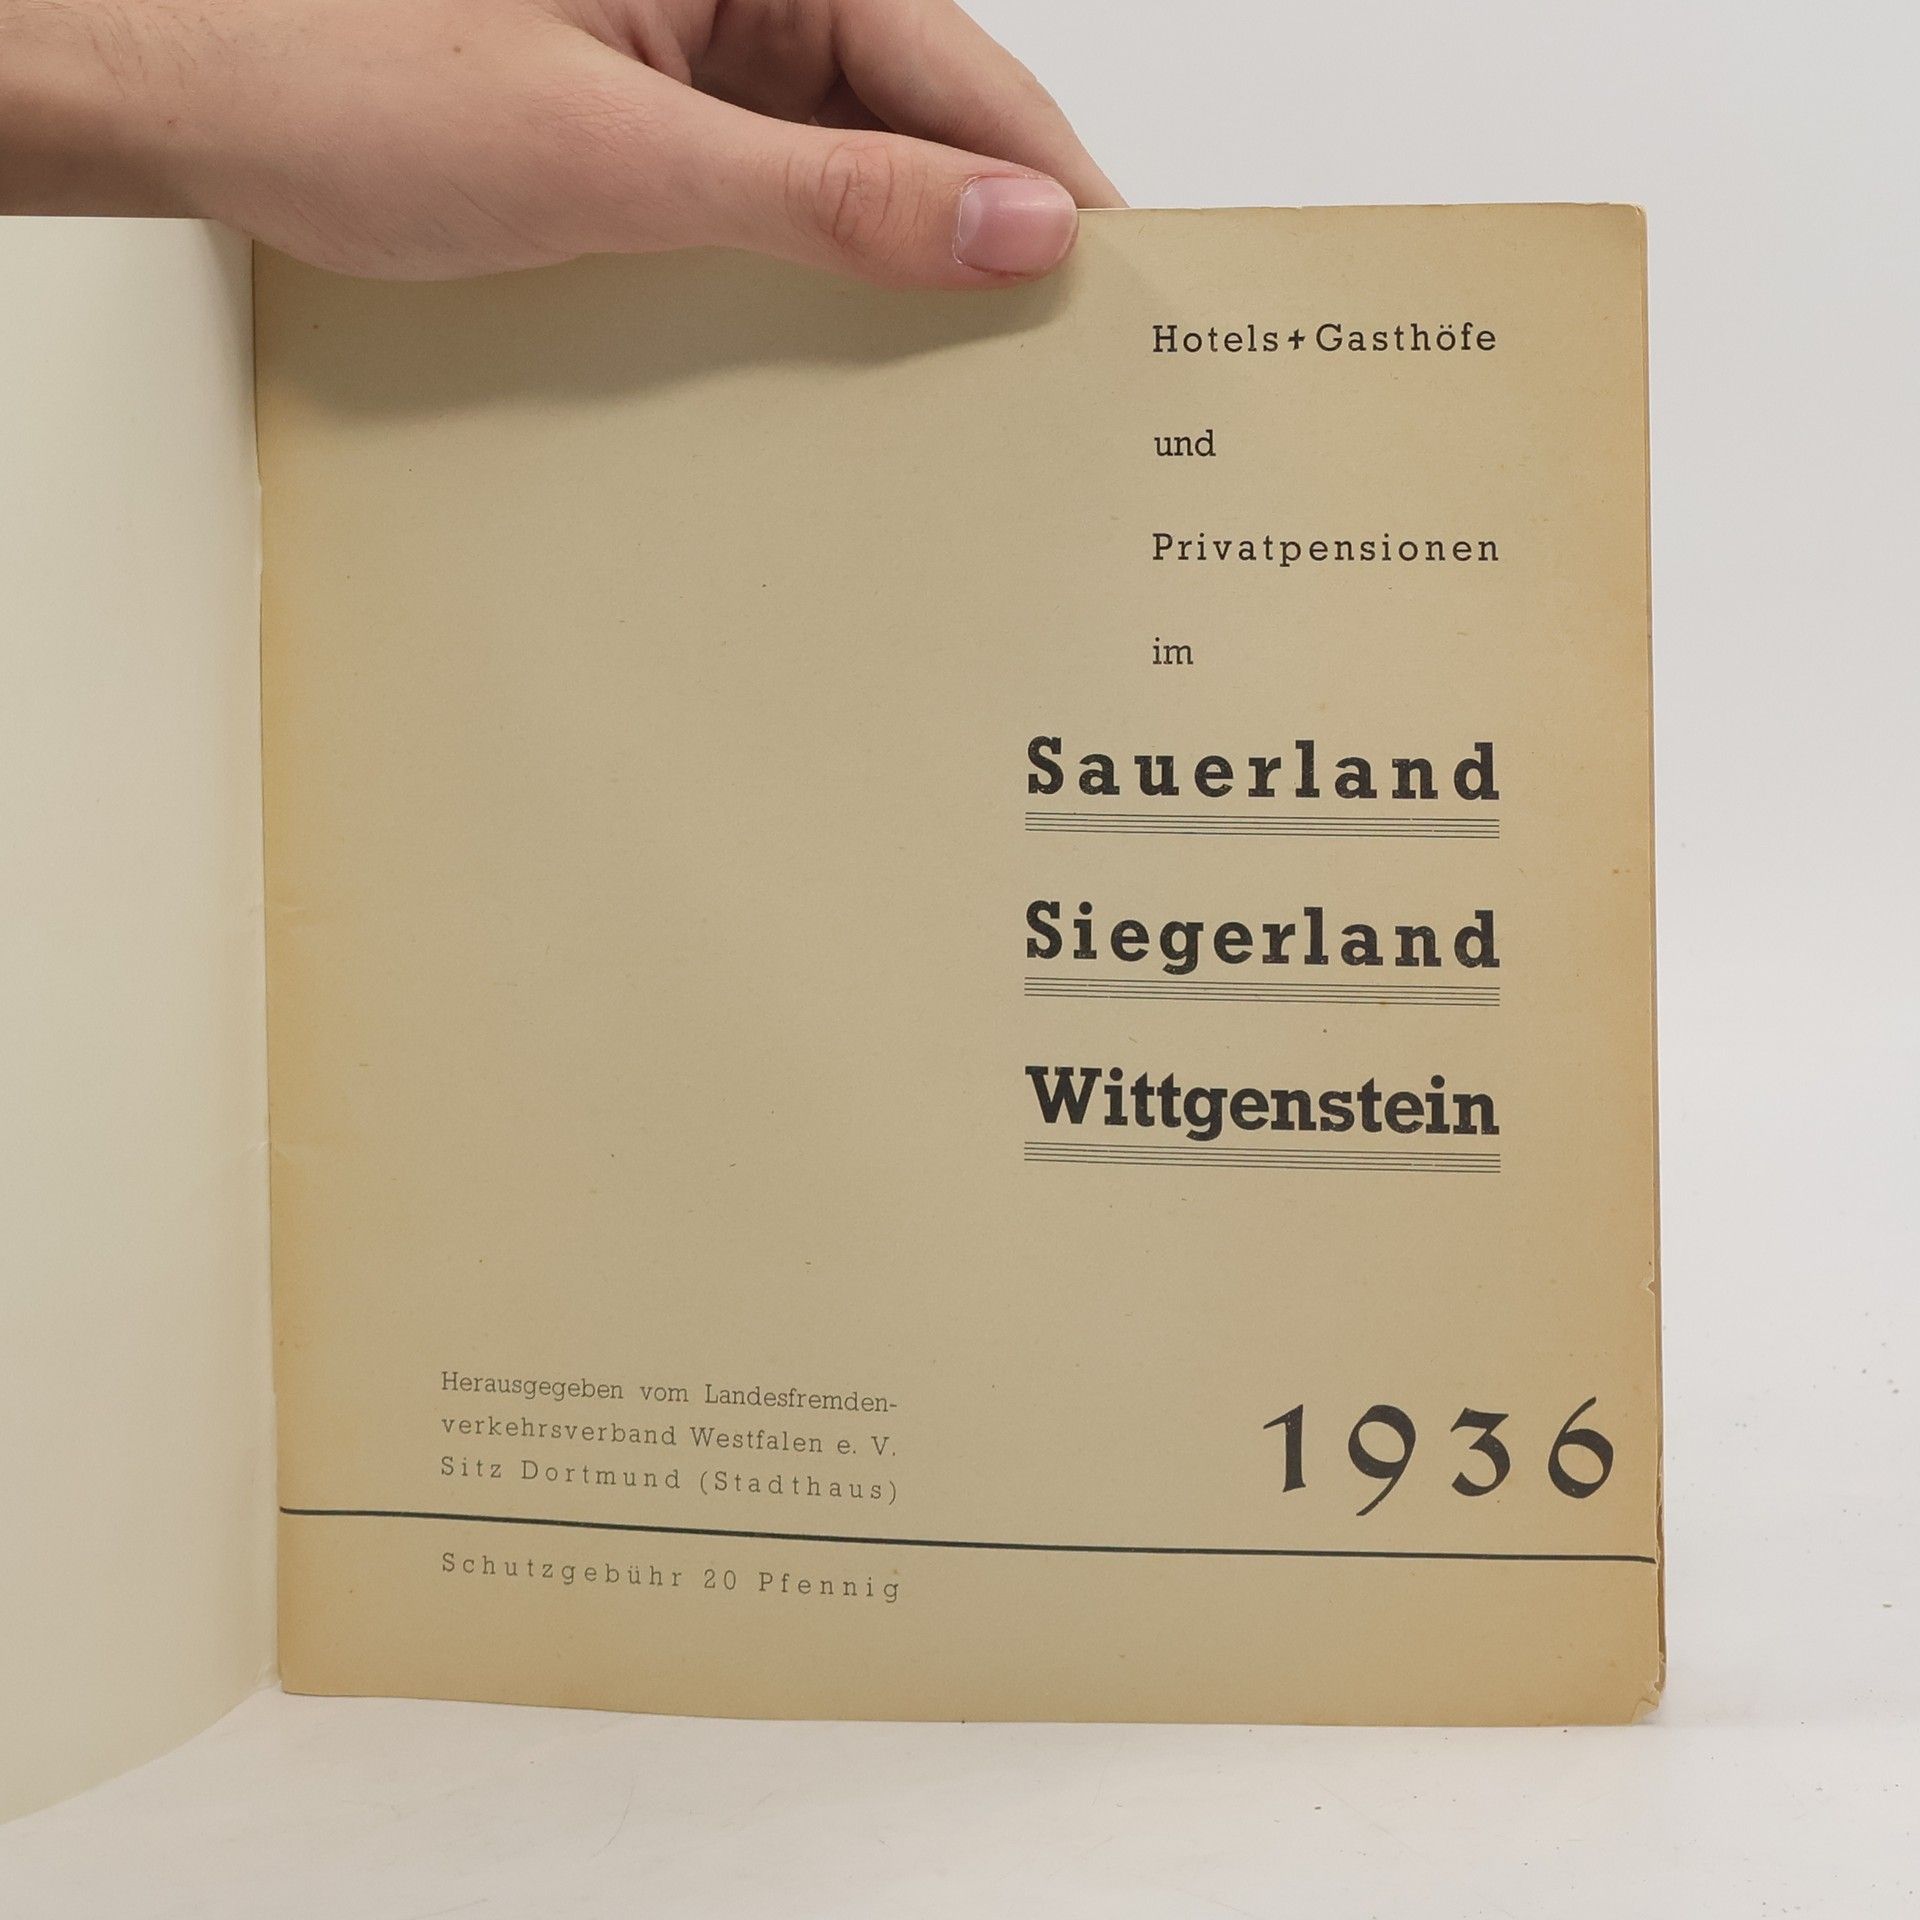 Hotels + Gasthöfe
und
Privatpensionen
im
Sauerland
Siegerland
Wittgenstein
Herausgegeben vom Landesfremden-
verkehrsverband Westfalen e. V.
Sitz Dortmund (Stadthaus)
1936
Schutzgebühr 20 Pfennig